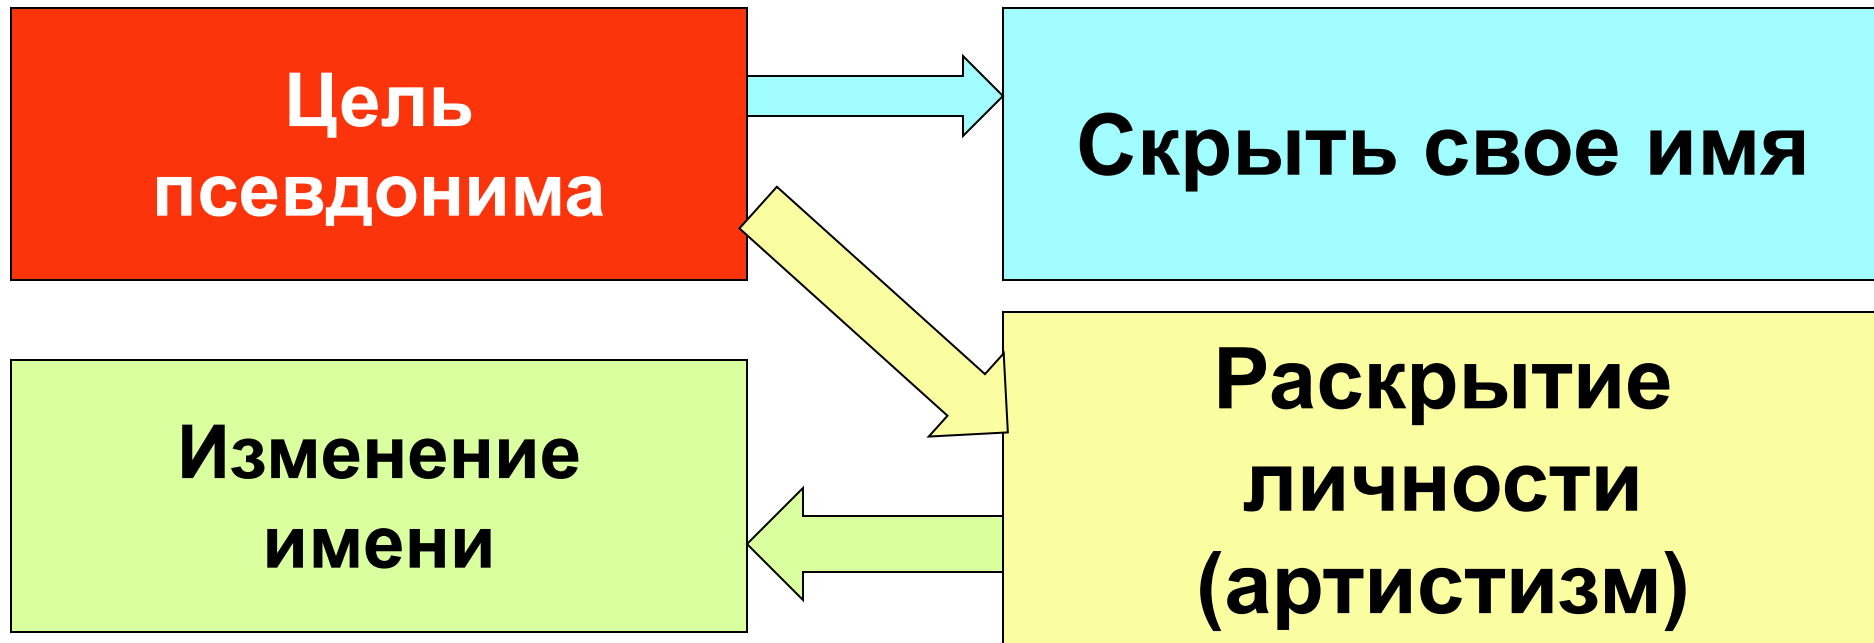 Цель
псевдонима
Скрыть свое имя
Изменение
имени
Раскрытие
личности
(артистизм)